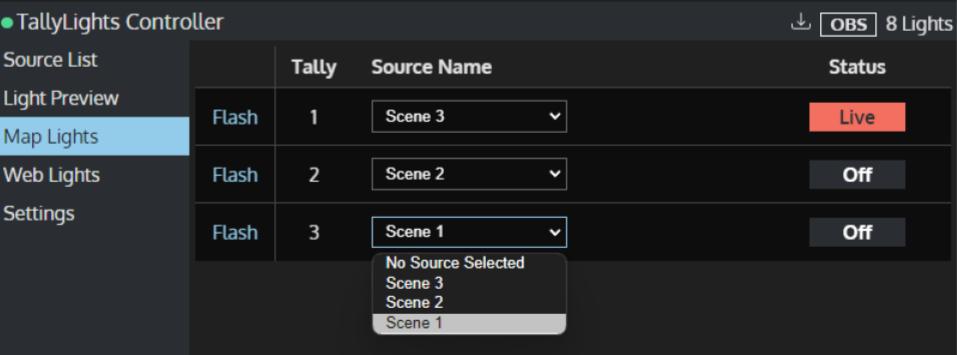 TallyLights Controller OBS 8 Lights
Source List
Light Preview
Map Lights
Web Lights
Settings
Tally Source Name Status
Flash 1 Scene 3 Live
Flash 2 Scene 2 Off
Flash 3 Scene 1 Off
No Source Selected
Scene 3
Scene 2
Scene 1